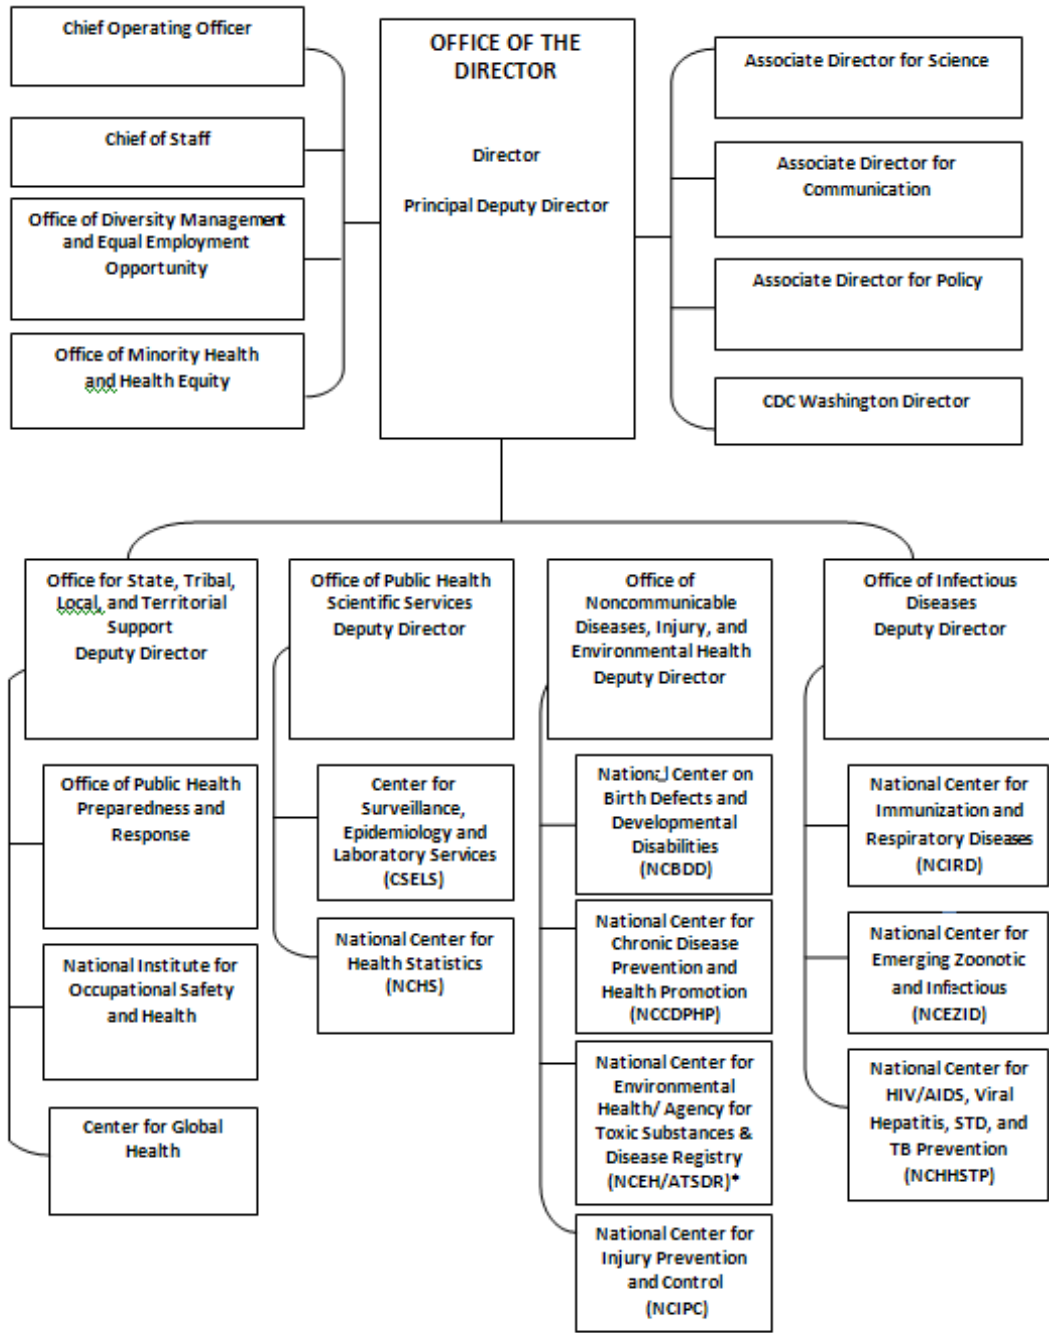 Chief Operating Officer
Chief of Staff
Office of Diversity Management
and Equal Employment
Opportunity
Office of Minority Health
and Health Equity
OFFICE OF THE
DIRECTOR
Director
Principal Deputy Director
Associate Director for Science
Associate Director for
Communication
Associate Director for Policy
CDC Washington Director
Office for State, Tribal,
Local, and Territorial
Support
Deputy Director
Office of Public Health
Preparedness and
Response
National Institute for
Occupational Safety
and Health
Center for Global
Health
Office of Public Health
Scientific Services
Deputy Director
Center for
Surveillance,
Epidemiology and
Laboratory Services
(CSELS)
National Center for
Health Statistics
(NCHS)
Office of
Noncommunicable
Diseases, Injury, and
Environmental Health
Deputy Director
National Center on
Birth Defects and
Developmental
Disabilities
(NCBDD)
National Center for
Chronic Disease
Prevention and
Health Promotion
(NCCDPHP)
National Center for
Environmental
Health/ Agency for
Toxic Substances &
Disease Registry
(NCEH/ATSDR)*
National Center for
Injury Prevention
and Control
(NCIPC)
Office of Infectious
Diseases
Deputy Director
National Center for
Immunization and
Respiratory Diseases
(NCIRD)
National Center for
Emerging Zoonotic
and Infectious
(NCEZID)
National Center for
HIV/AIDS, Viral
Hepatitis, STD, and
TB Prevention
(NCHHSTP)